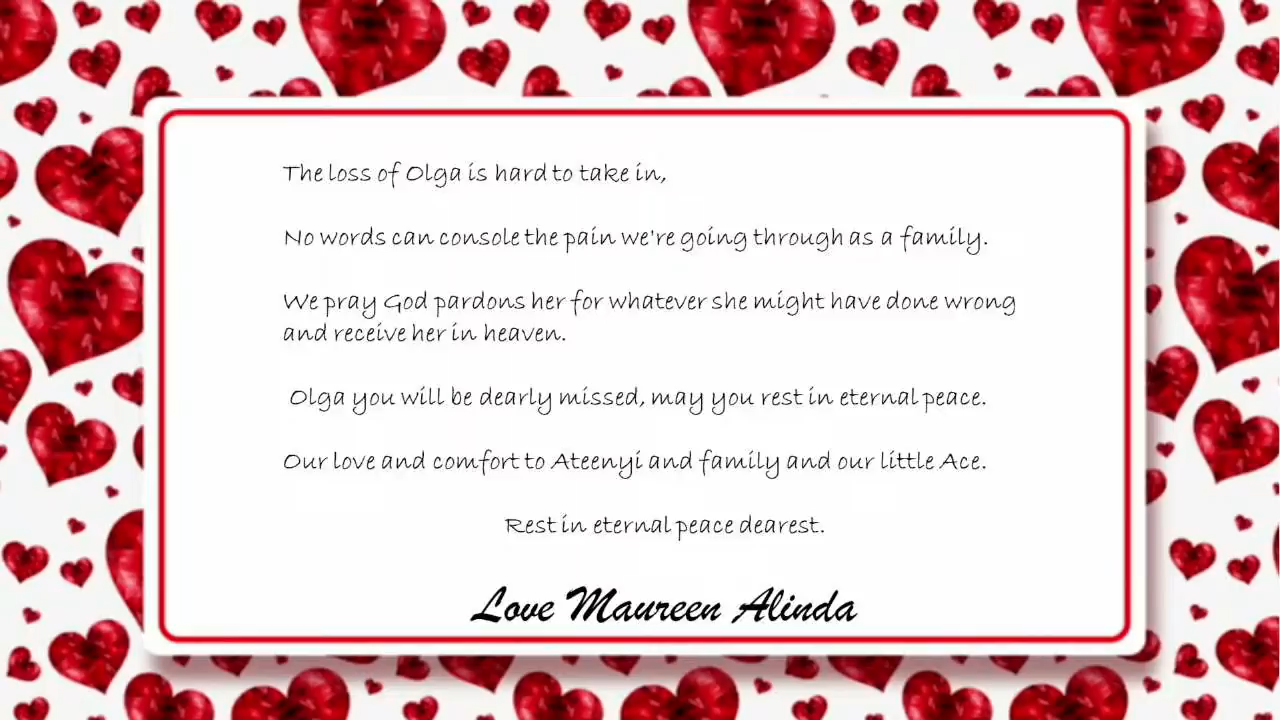 The loss of Olga is hard to take in,
No words can console the pain we're going through as a family.
We pray God pardons her for whatever she might have done wrong
and receive her in heaven.
Olga you will be dearly missed, may you rest in eternal peace.
Our love and comfort to Ateenyi and family and our little Ace.
Rest in eternal peace dearest.
Love Maureen Alinda